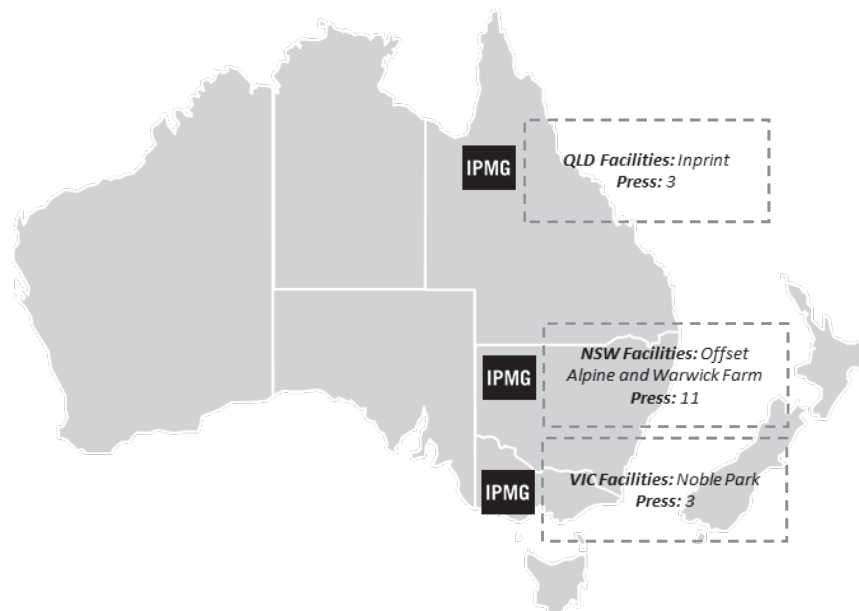 IPMG
QLD Facilities: Inprint
Press: 3
IPMG
NSW Facilities: Offset
Alpine and Warwick Farm
Press: 11
IPMG
VIC Facilities: Noble Park
Press: 3